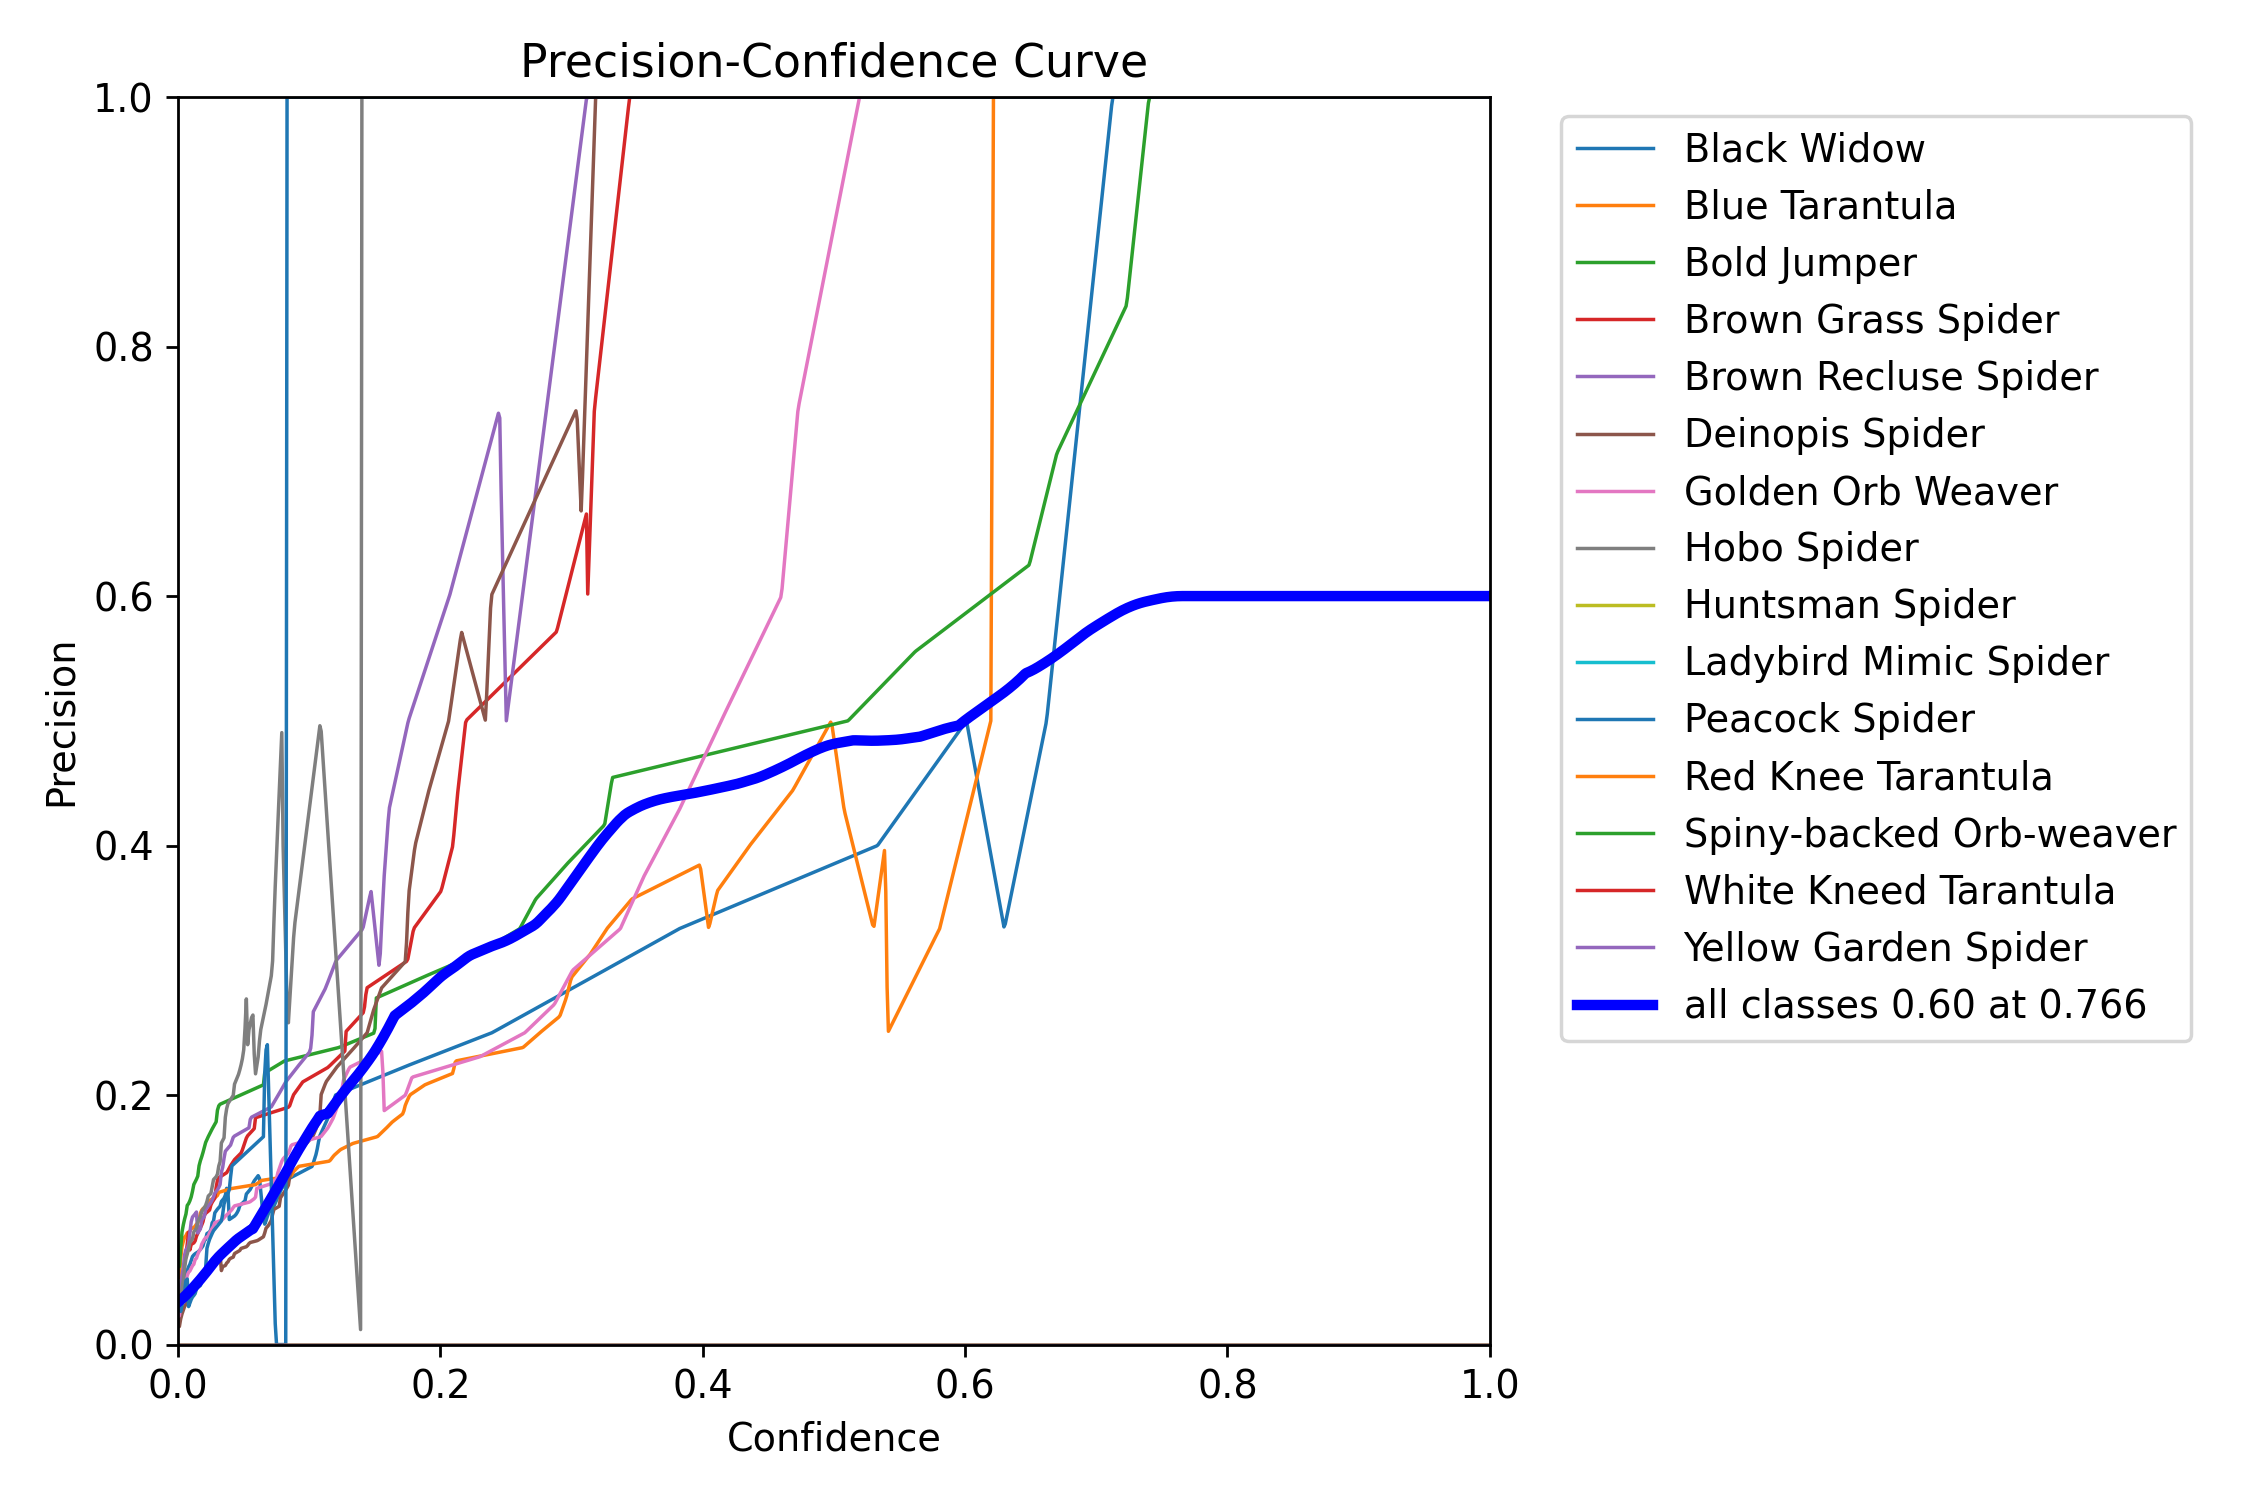 Precision-Confidence Curve
1.0
0.8
0.6
0.4
0.2
0.0
Precision
0.0 0.2 0.4 0.6 0.8 1.0
Confidence
Black Widow
Blue Tarantula
Bold Jumper
Brown Grass Spider
Brown Recluse Spider
Deinopis Spider
Golden Orb Weaver
Hobo Spider
Huntsman Spider
Ladybird Mimic Spider
Peacock Spider
Red Knee Tarantula
Spiny-backed Orb-weaver
White Kneed Tarantula
Yellow Garden Spider
all classes 0.60 at 0.766